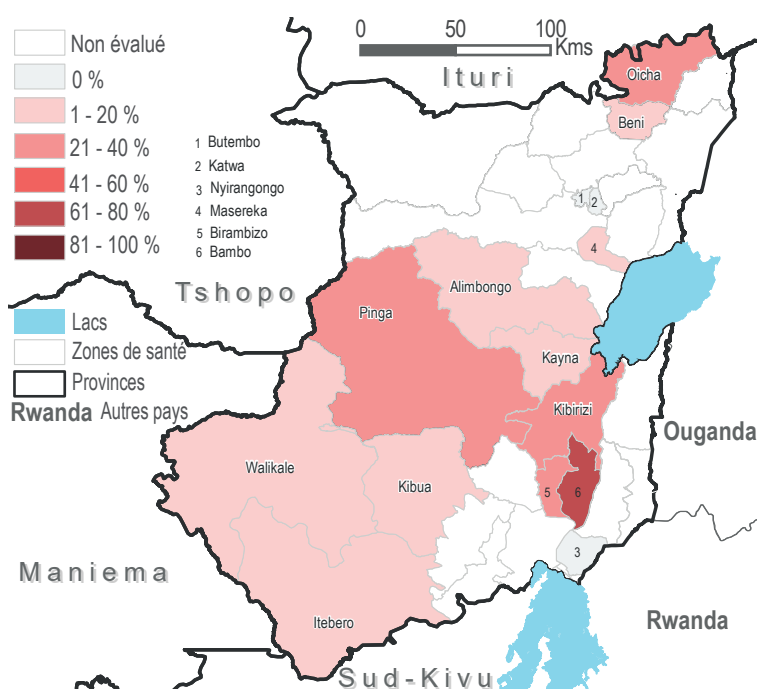 0 50 100
Kms
Non évalué
0 %
1 - 20 %
21 - 40 %
41 - 60 %
61 - 80 %
81 - 100 %
1 Butembo
2 Katwa
3 Nyirangongo
4 Masereka
5 Birambizo
6 Bambo
Ituri
Oicha
Beni
1 2
4
Tshopo
Alimbongo
Pinga
Lacs
Zones de santé
Provinces
Rwanda Autres pays
Kayna
Kibirizi
Ouganda
Walikale
Kibua
5 6
3
Maniema
Itebero
Rwanda
Sud-Kivu